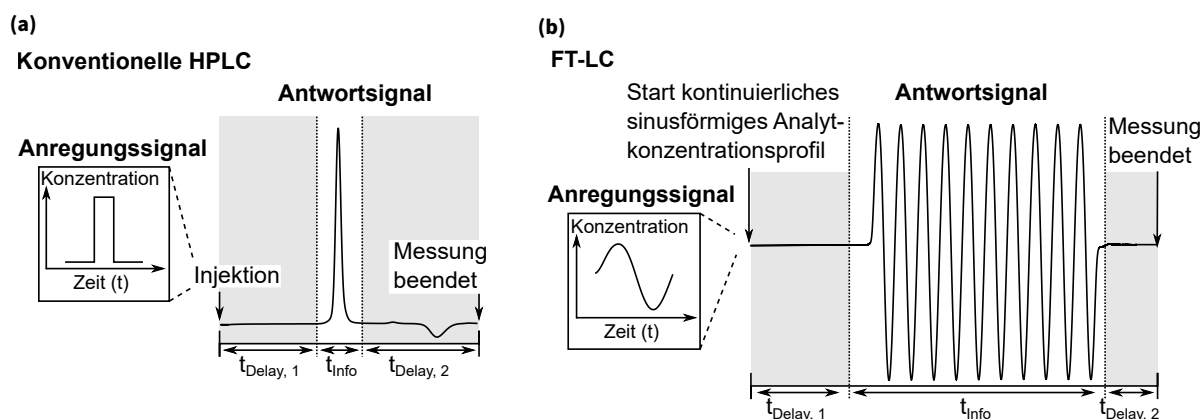 (a)
Konventionelle HPLC
Antwortsignal
Anregungssignal
Konzentration
Zeit (t)
Injektion
Messung
beendet
tDelay, 1
tInfo
tDelay, 2
(b)
FT-LC
Start kontinuierliches
sinusförmiges Analyt-
konzentrationsprofil
Antwortsignal
Messung
beendet
Anregungssignal
Konzentration
Zeit (t)
tDelay, 1
tInfo
tDelay, 2